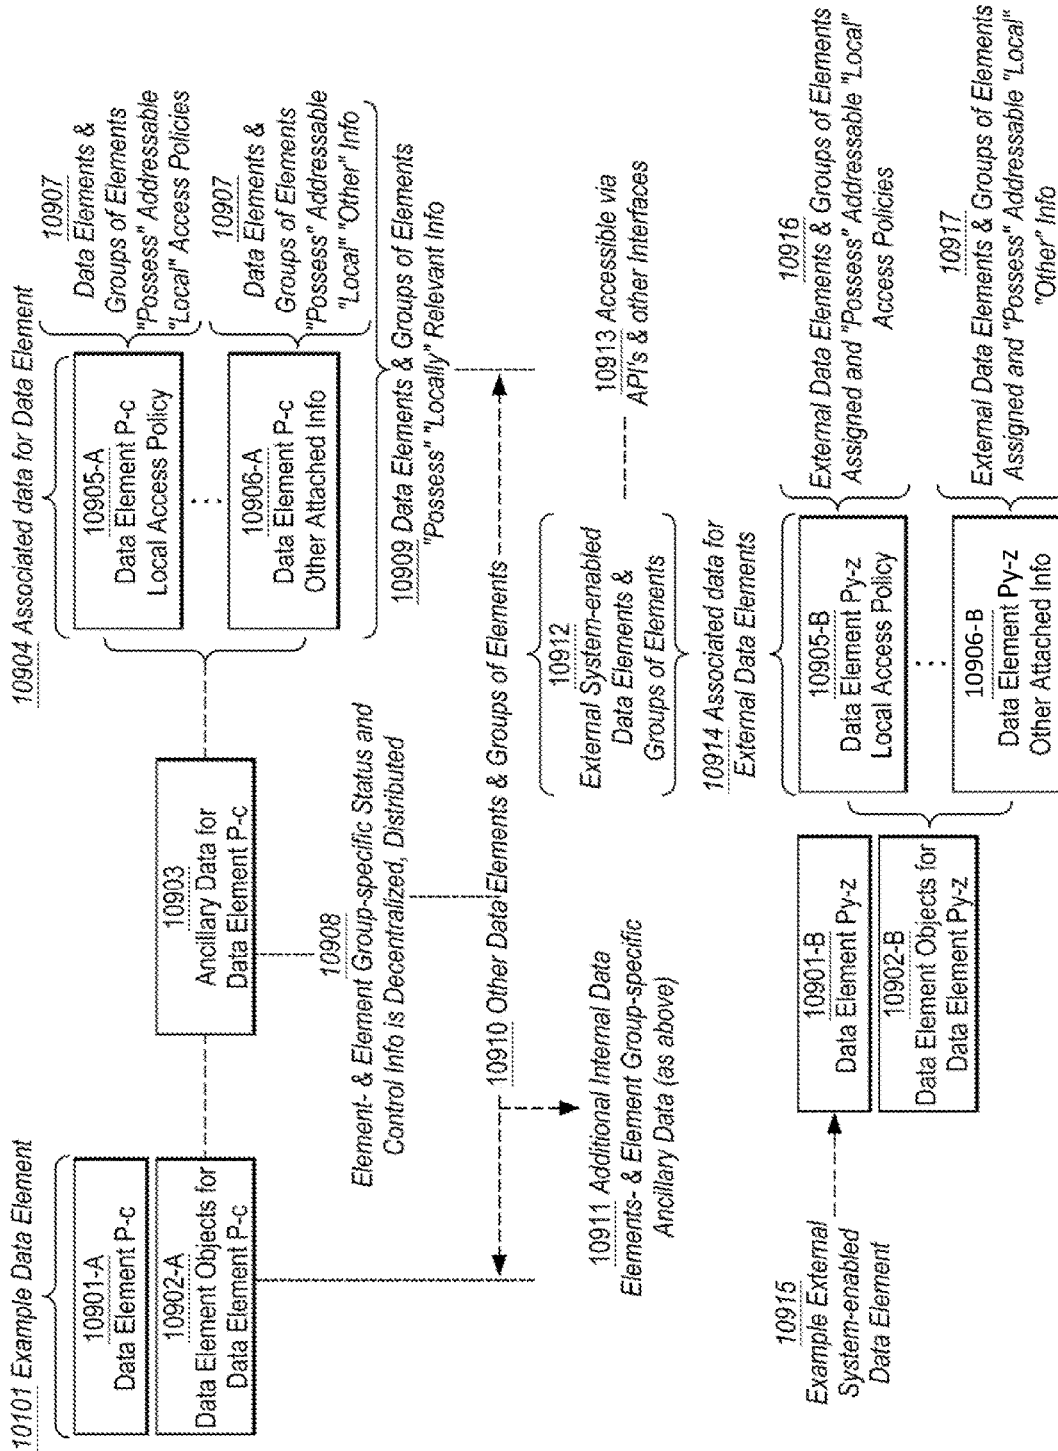 10101 Example Data Element
10901-A
Data Element P-c
10902-A
Data Element Objects for
Data Element P-c
10903
Ancillary Data for
Data Element P-c
10904 Associated data for Data Element
10905-A
Data Element P-c
Local Access Policy
10906-A
Data Element P-c
Other Attached Info
10907
Data Elements &
Groups of Elements
"Possess" Addressable
"Local" Access Policies
10907
Data Elements &
Groups of Elements
"Possess" Addressable
"Local" "Other" Info
10908
Element- & Element Group-specific Status and
Control Info is Decentralized, Distributed
10909 Data Elements & Groups of Elements
"Possess" "Locally" Relevant Info
10910 Other Data Elements & Groups of Elements
10911 Additional Internal Data
Elements- & Element Group-specific
Ancillary Data (as above)
10912
External System-enabled
Data Elements &
Groups of Elements
10913 Accessible via
API's & other Interfaces
10914 Associated data for
External Data Elements
10915
Example External
System-enabled
Data Element
10901-B
Data Element Py-z
10902-B
Data Element Objects for
Data Element Py-z
10905-B
Data Element Py-z
Local Access Policy
10906-B
Data Element Py-z
Other Attached Info
10916
External Data Elements & Groups of Elements
Assigned and "Possess" Addressable "Local"
Access Policies
10917
External Data Elements & Groups of Elements
Assigned and "Possess" Addressable "Local"
"Other" Info